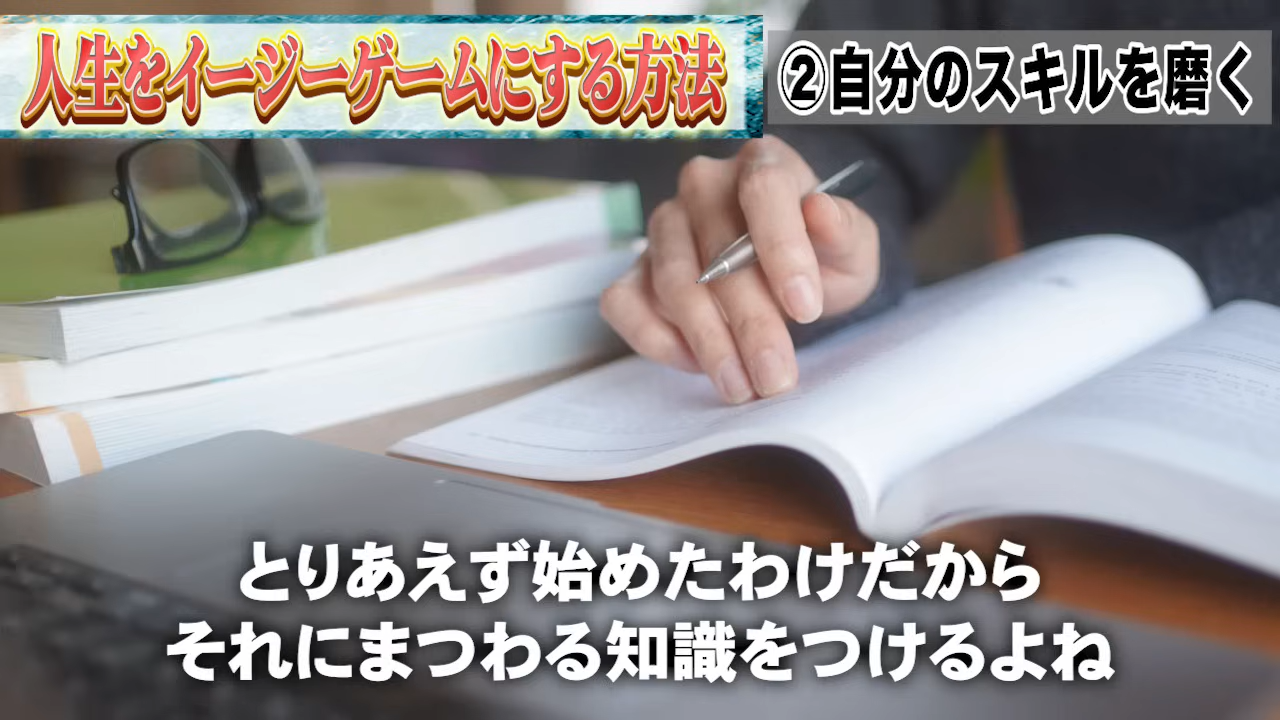 人生をイージーゲームにする方法
②自分のスキルを磨く
とりあえず始めたわけだから
それにまつわる知識をつけるよね